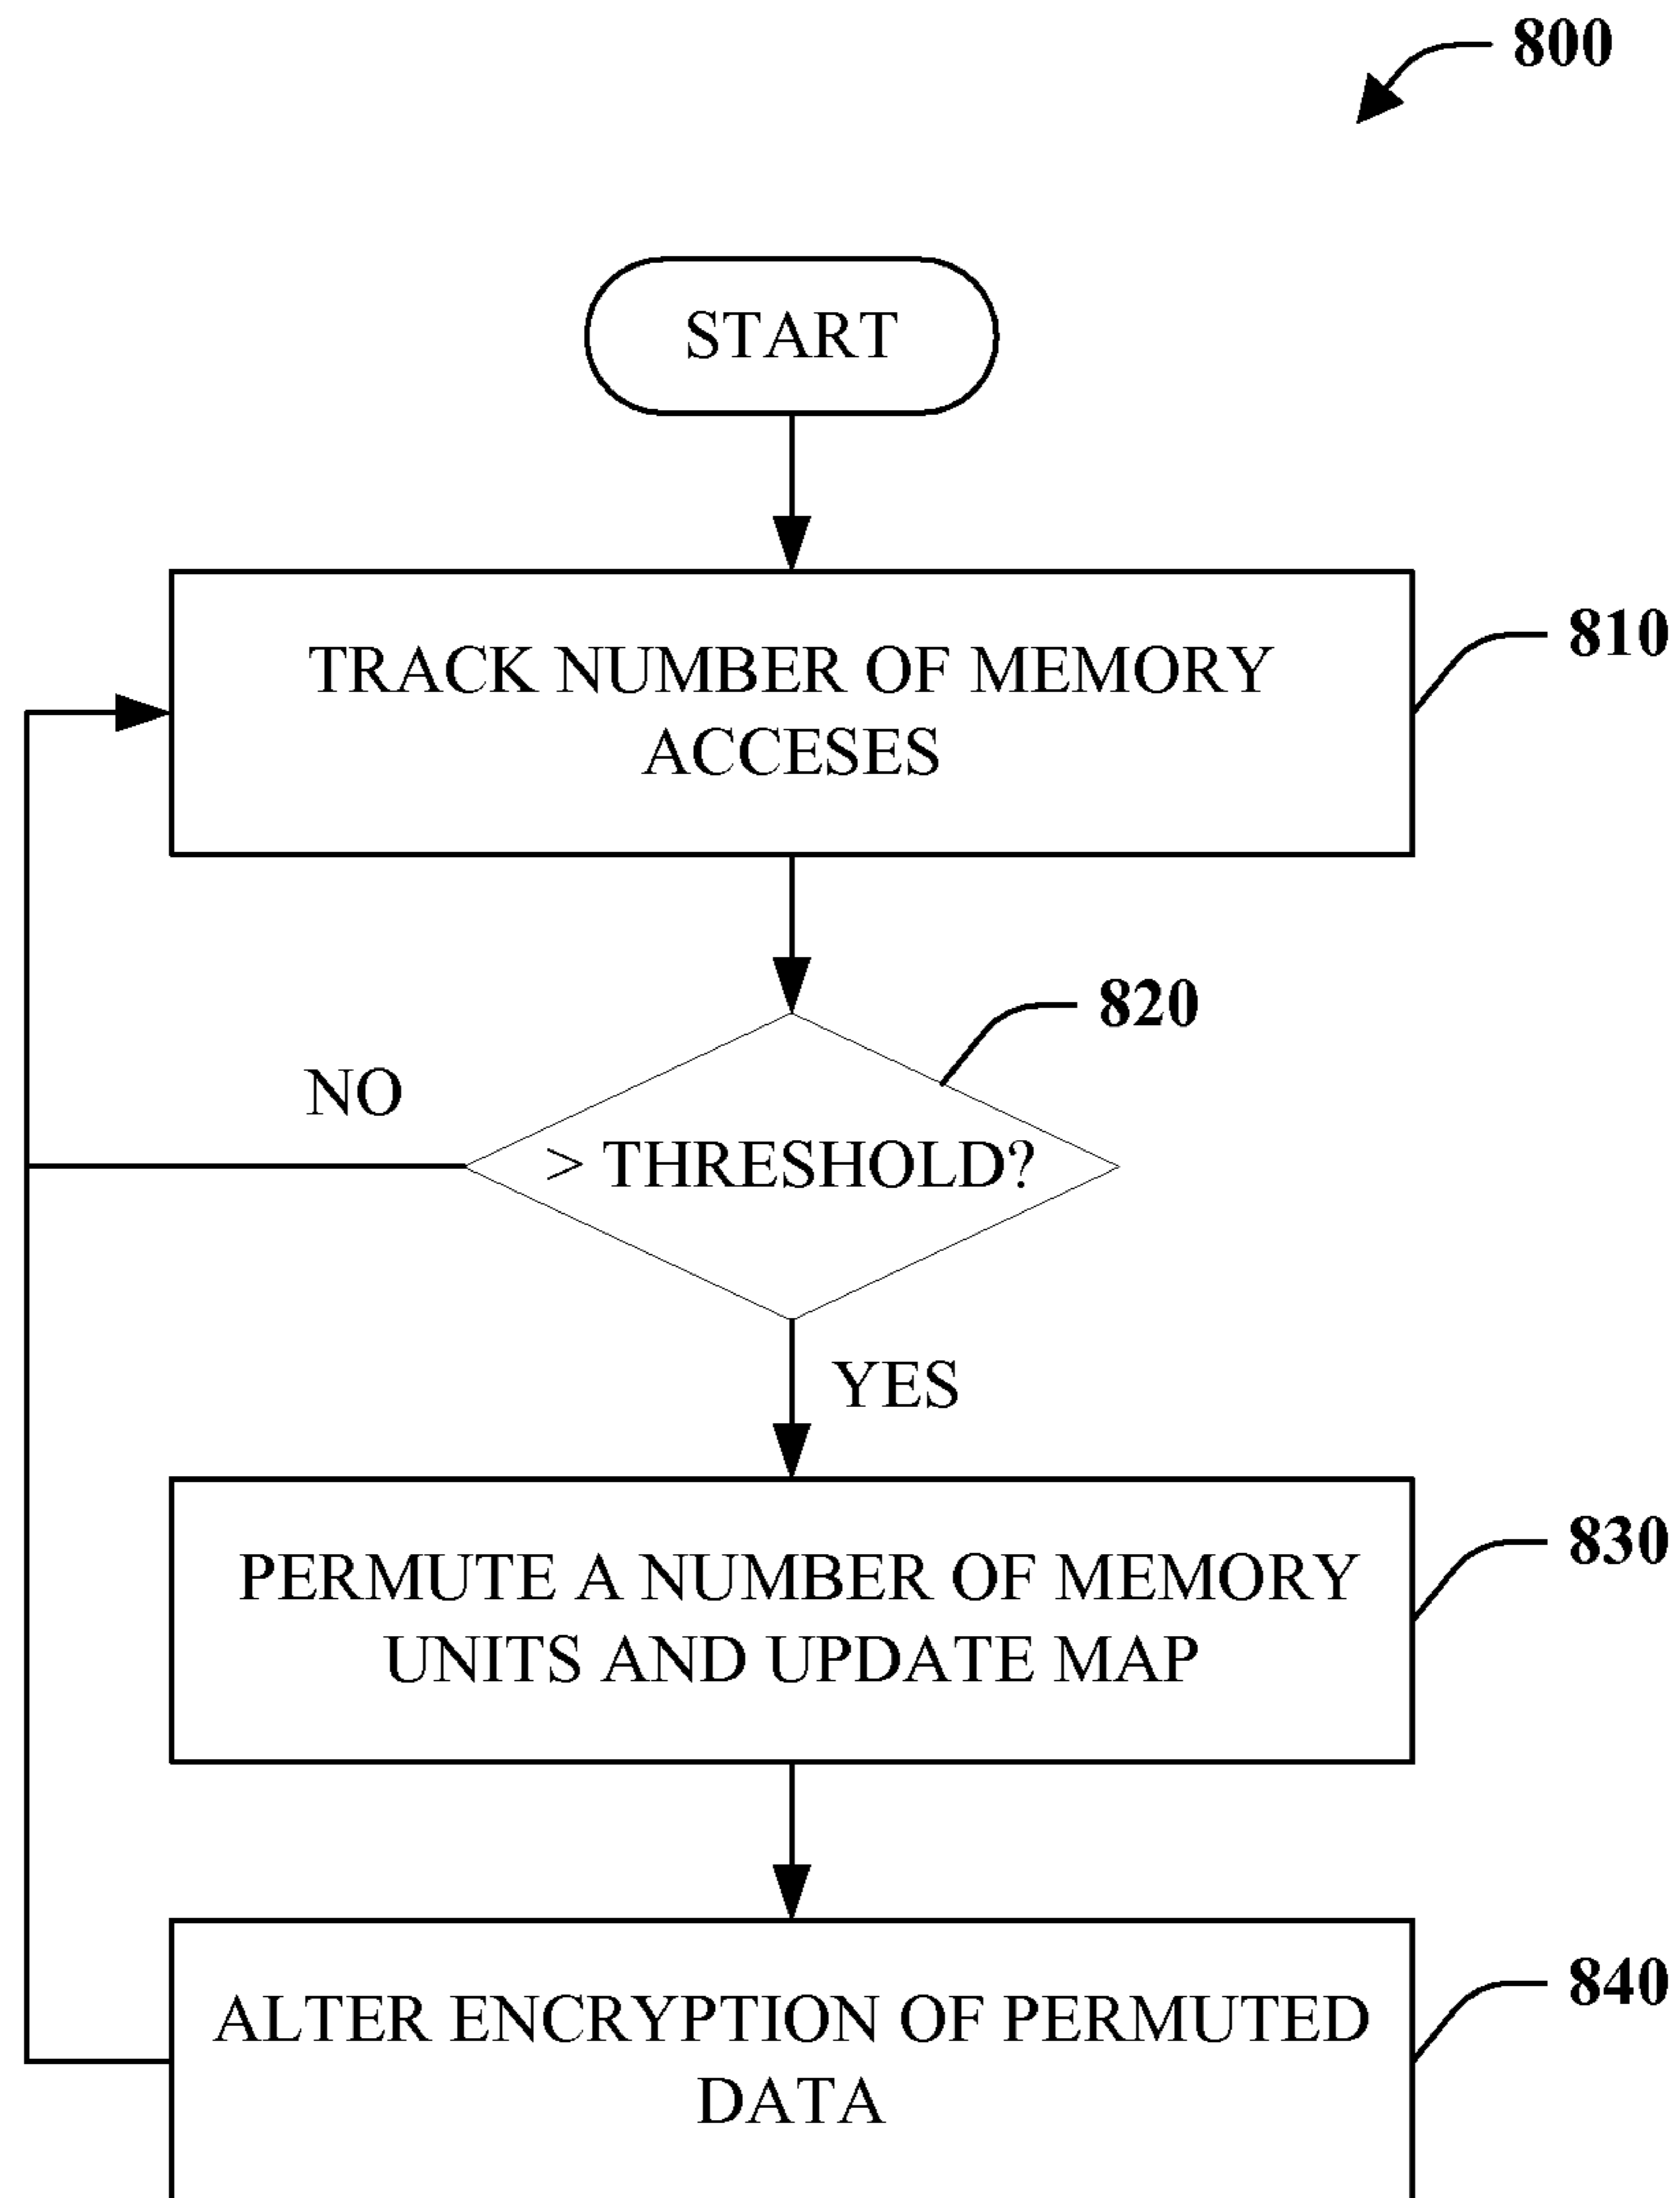 800
START
TRACK NUMBER OF MEMORY
ACCESES
810
820
NO
> THRESHOLD?
YES
PERMUTE A NUMBER OF MEMORY
UNITS AND UPDATE MAP
830
ALTER ENCRYPTION OF PERMUTED
DATA
840